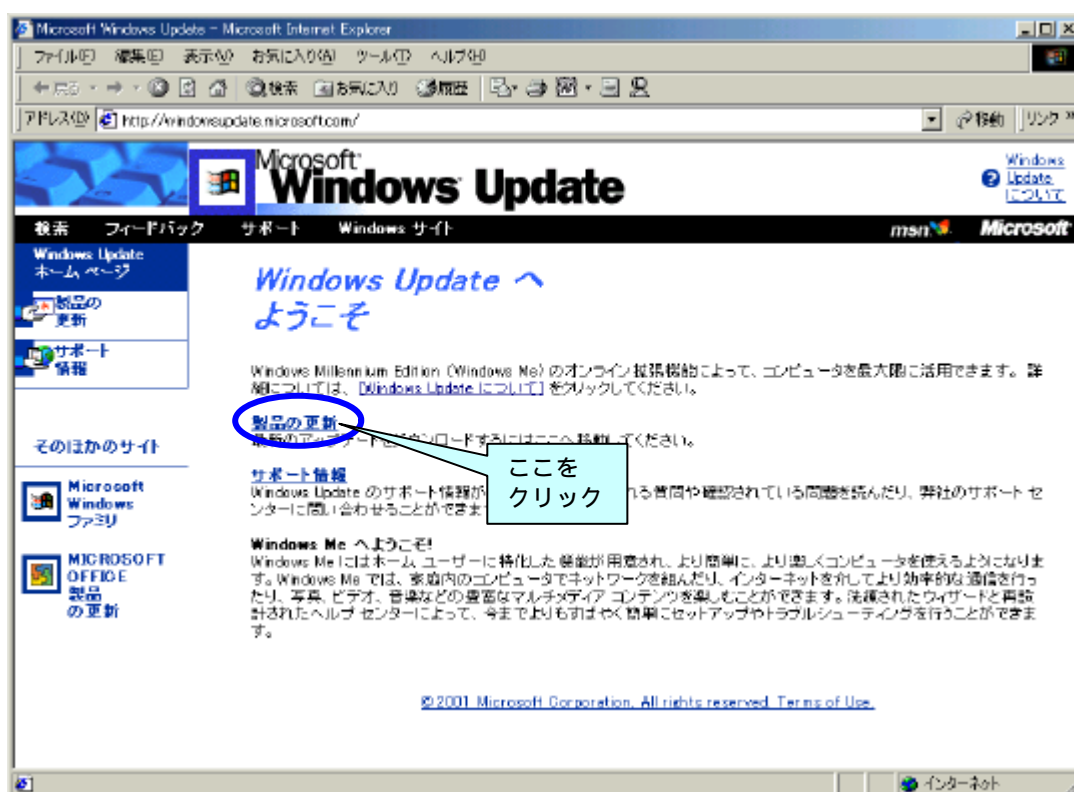 Microsoft Windows Update - Microsoft Internet Explorer
ファイル(F) 編集(E) 表示(V) お気に入り(A) ツール(T) ヘルプ(H)
戻る 検索 お気に入り 履歴
アドレス(D) http://windowsupdate.microsoft.com/ 移動 リンク »
Microsoft
Windows Update
Windows
Update
について
検索 フィードバック サポート Windows サイト msn Microsoft
Windows Update
ホーム ページ
製品の
更新
サポート
情報
そのほかのサイト
Microsoft
Windows
ファミリ
MICROSOFT
OFFICE
製品
の更新
Windows Update へ
ようこそ
Windows Millennium Edition (Windows Me) のオンライン拡張機能によって、コンピュータを最大限に活用できます。詳
細については、[Windows Update について] をクリックしてください。
製品の更新
最新のアップデートをダウンロードするにはここへ移動してください。
ここを
クリック
サポート情報
Windows Update のサポート情報が れる質問や確認されている問題を読んだり、弊社のサポート セ
ンターに問い合わせることができま
Windows Me へようこそ!
Windows Me にはホーム ユーザーに特化した機能が用意され、より簡単に、より楽しくコンピュータを使えるようになりま
す。Windows Me では、家庭内のコンピュータでネットワークを組んだり、インターネットを介してより効率的な通信を行っ
たり、写真、ビデオ、音楽などの豊富なマルチメディア コンテンツを楽しむことができます。洗練されたウィザードと再設
計されたヘルプ センターによって、今までよりもすばやく簡単にセットアップやトラブルシューティングを行うことができま
す。
©2001 Microsoft Corporation. All rights reserved. Terms of Use.
インターネット